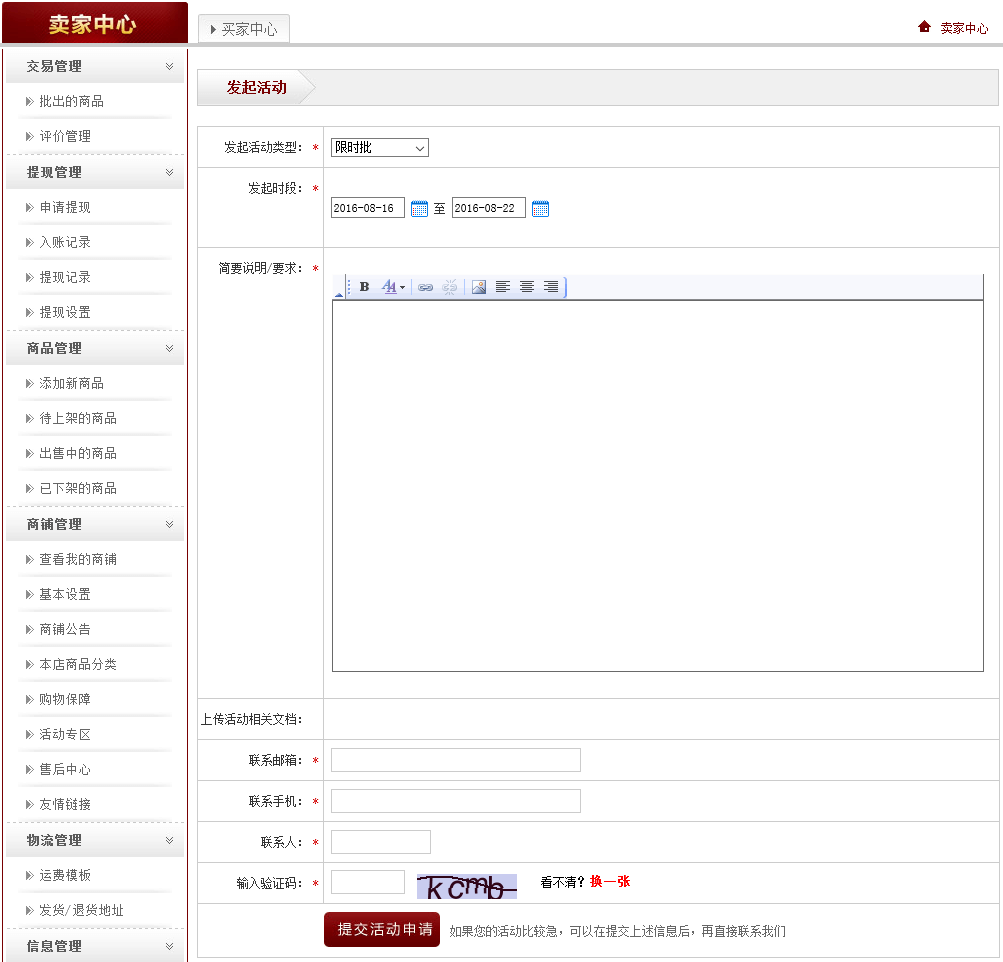 卖家中心
买家中心
卖家中心
交易管理
批出的商品
评价管理
提现管理
申请提现
入账记录
提现记录
提现设置
商品管理
添加新商品
待上架的商品
出售中的商品
已下架的商品
商铺管理
查看我的商铺
基本设置
商铺公告
本店商品分类
购物保障
活动专区
售后中心
友情链接
物流管理
运费模板
发货/退货地址
信息管理
发起活动
发起活动类型： * 限时批
发起时段： *
2016-08-16 至 2016-08-22
简要说明/要求： *
B A
上传活动相关文档：
联系邮箱： *
联系手机： *
联系人： *
输入验证码： * kcmb 看不清？换一张
提交活动申请 如果您的活动比较急，可以在提交上述信息后，再直接联系我们